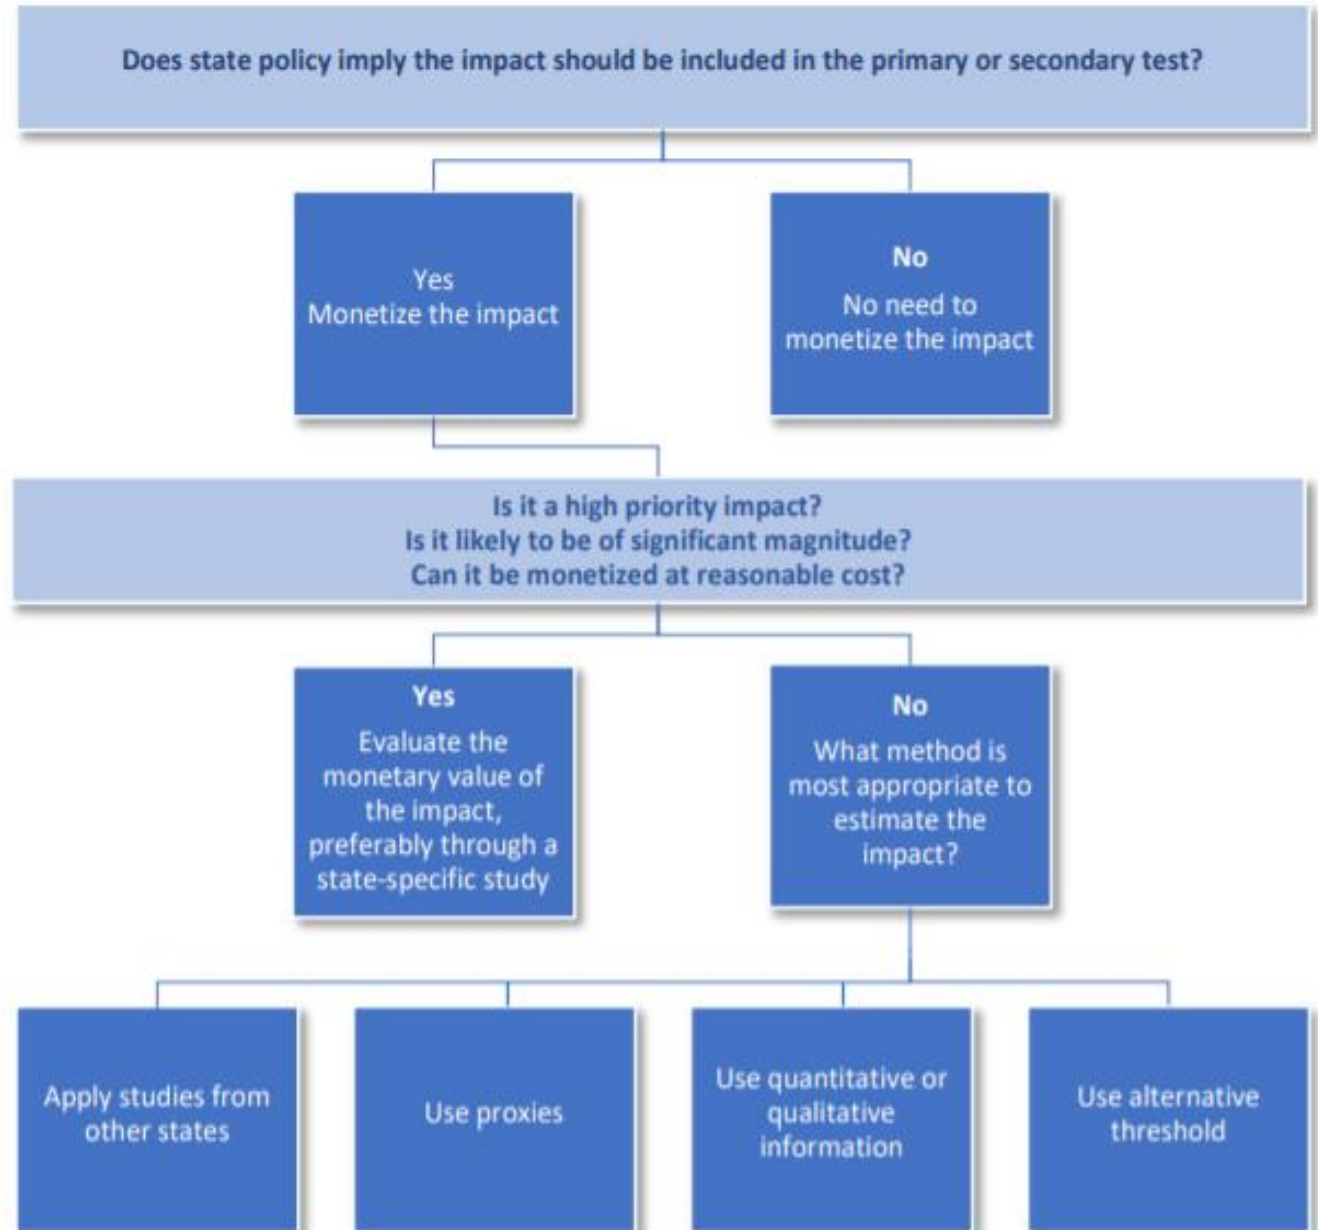 Does state policy imply the impact should be included in the primary or secondary test?
Yes
Monetize the impact
No
No need to
monetize the impact
Is it a high priority impact?
Is it likely to be of significant magnitude?
Can it be monetized at reasonable cost?
Yes
Evaluate the
monetary value of
the impact,
preferably through a
state-specific study
No
What method is
most appropriate to
estimate the
impact?
Apply studies from
other states
Use proxies
Use quantitative or
qualitative
information
Use alternative
threshold